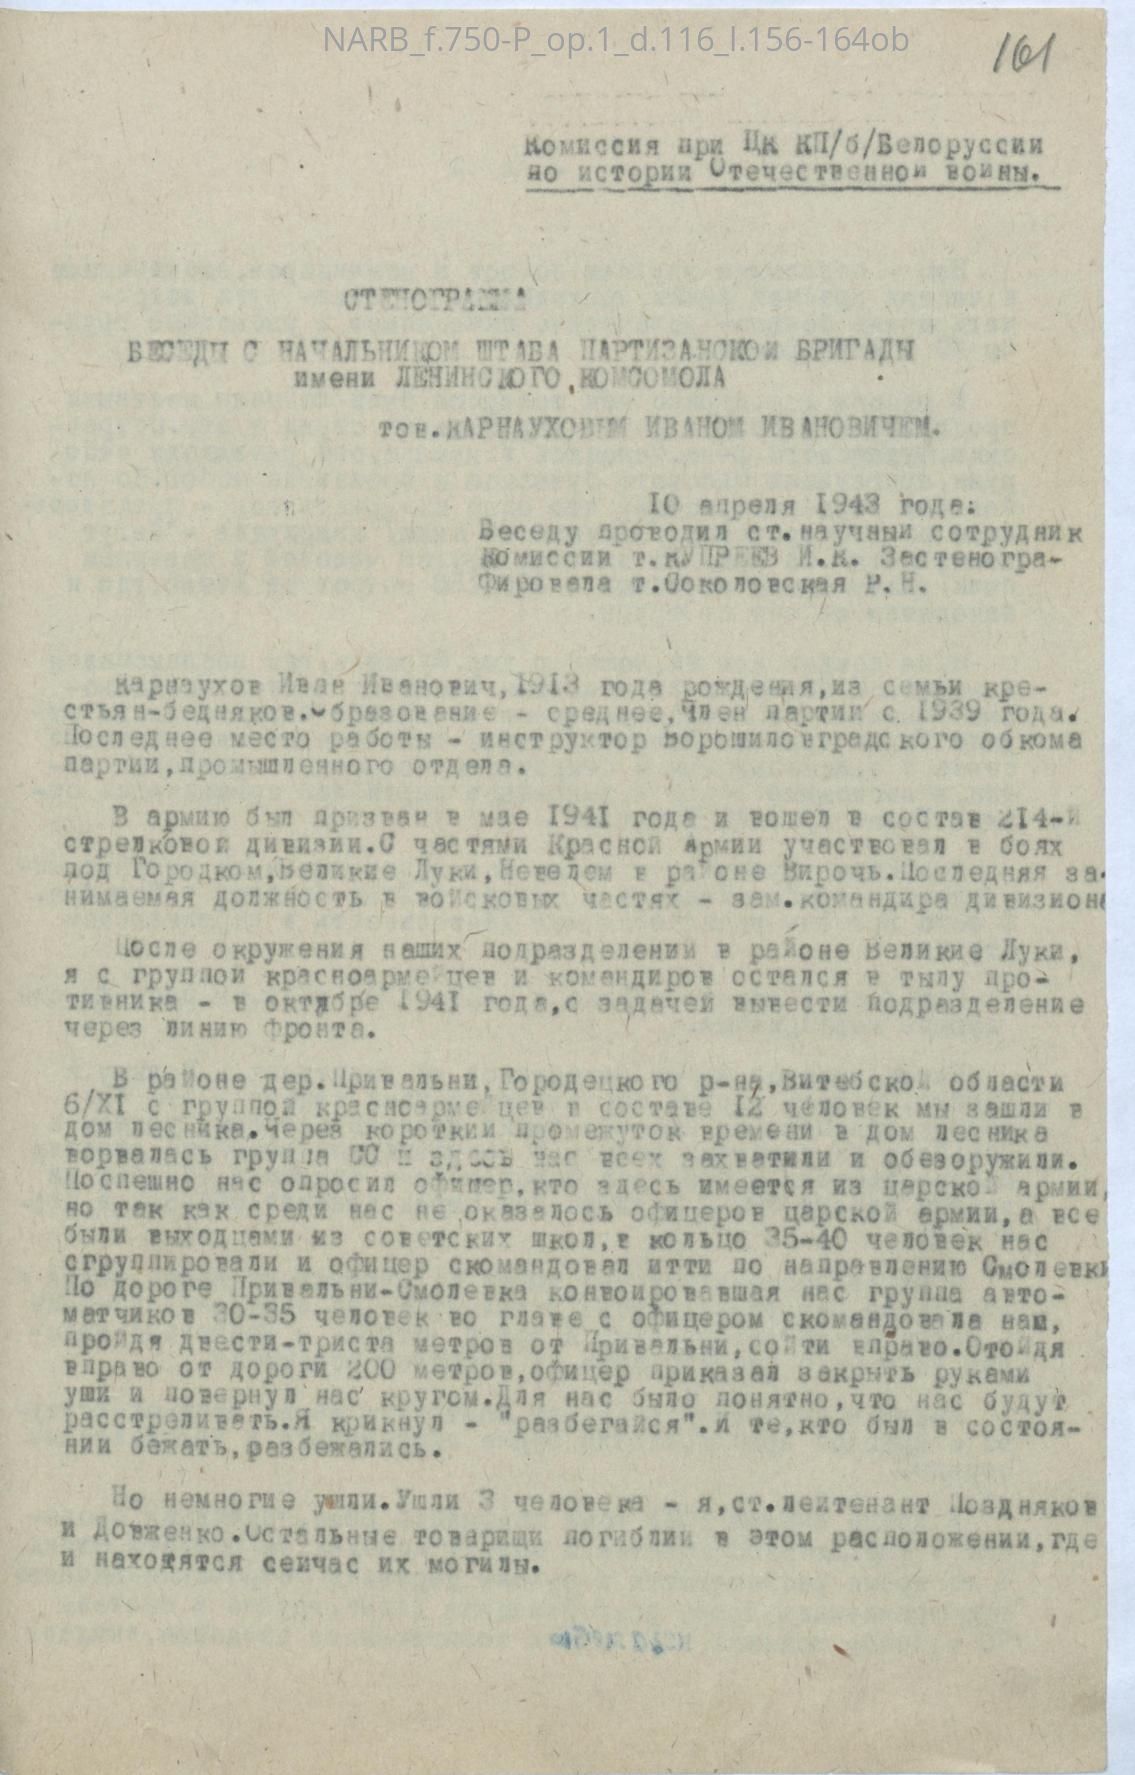 NARB_f.750-P_op.1_d.116_l.156-164ob
161
Комиссия при Цк КП/б/Белоруссии
по истории Отечественной войны.
СТЕНОГРАММА
БЕСЕДЫ С НАЧАЛЬНИКОМ ШТАБА ПАРТИЗАНСКОЙ БРИГАДЫ
имени ЛЕНИНСКОГО КОМСОМОЛА
тов.КАРНАУХОВЫМ ИВАНОМ ИВАНОВИЧЕМ.
10 апреля 1943 года:
Беседу проводил ст.научный сотрудник
Комиссии т.КУПРЕЕВ И.К. Застеногра-
фировала т.Соколовская Р.Н.
Карнаухов Иван Иванович,1913 года рождения,из семьи кре-
стьян-бедняков.Образование - среднее,Член партии с 1939 года.
Последнее место работы - инструктор Ворошиловградского обкома
партии,промышленного отдела.
В армию был призван в мае 1941 года и вошел в состав 214-й
стрелковой дивизии.С частями Красной Армии участвовал в боях
под Городком,Великие Луки,Невелем в районе Вирочь.Последняя за-
нимаемая должность в войсковых частях - зам.командира дивизиона
После окружения наших подразделений в районе Великие Луки,
я с группой красноармейцев и командиров остался в тылу про-
тивника - в октябре 1941 года,с задачей вывести подразделение
через линию фронта.
В районе дер.Привальни,Городецкого р-на,Витебской области
6/XI с группой красноармейцев в составе 12 человек мы зашли в
дом лесника.Через короткий промежуток времени в дом лесника
ворвалась группа СС и здесь нас всех захватили и обезоружили.
Поспешно нас опросил офицер,кто здесь имеется из царской армии,
но так как среди нас не оказалось офицеров царской армии,а все
были выходцами из советских школ,в кольцо 35-40 человек нас
сгруппировали и офицер скомандовал итти по направлению Смолевки
По дороге Привальни-Смолевка конвоировавшая нас группа авто-
матчиков 30-35 человек во главе с офицером скомандовала нам,
пройдя двести-триста метров от Привальни,сойти вправо.Отойдя
вправо от дороги 200 метров,офицер приказал закрыть руками
уши и повернул нас кругом.Для нас было понятно,что нас будут
расстреливать.Я крикнул - "разбегайся".И те,кто был в состоя-
нии бежать,разбежались.
Но немногие ушли.Ушли 3 человека - я,ст.лейтенант Поздняков
и Довженко.Остальные товарищи погиблии в этом расположении,где
и находятся сейчас их могилы.